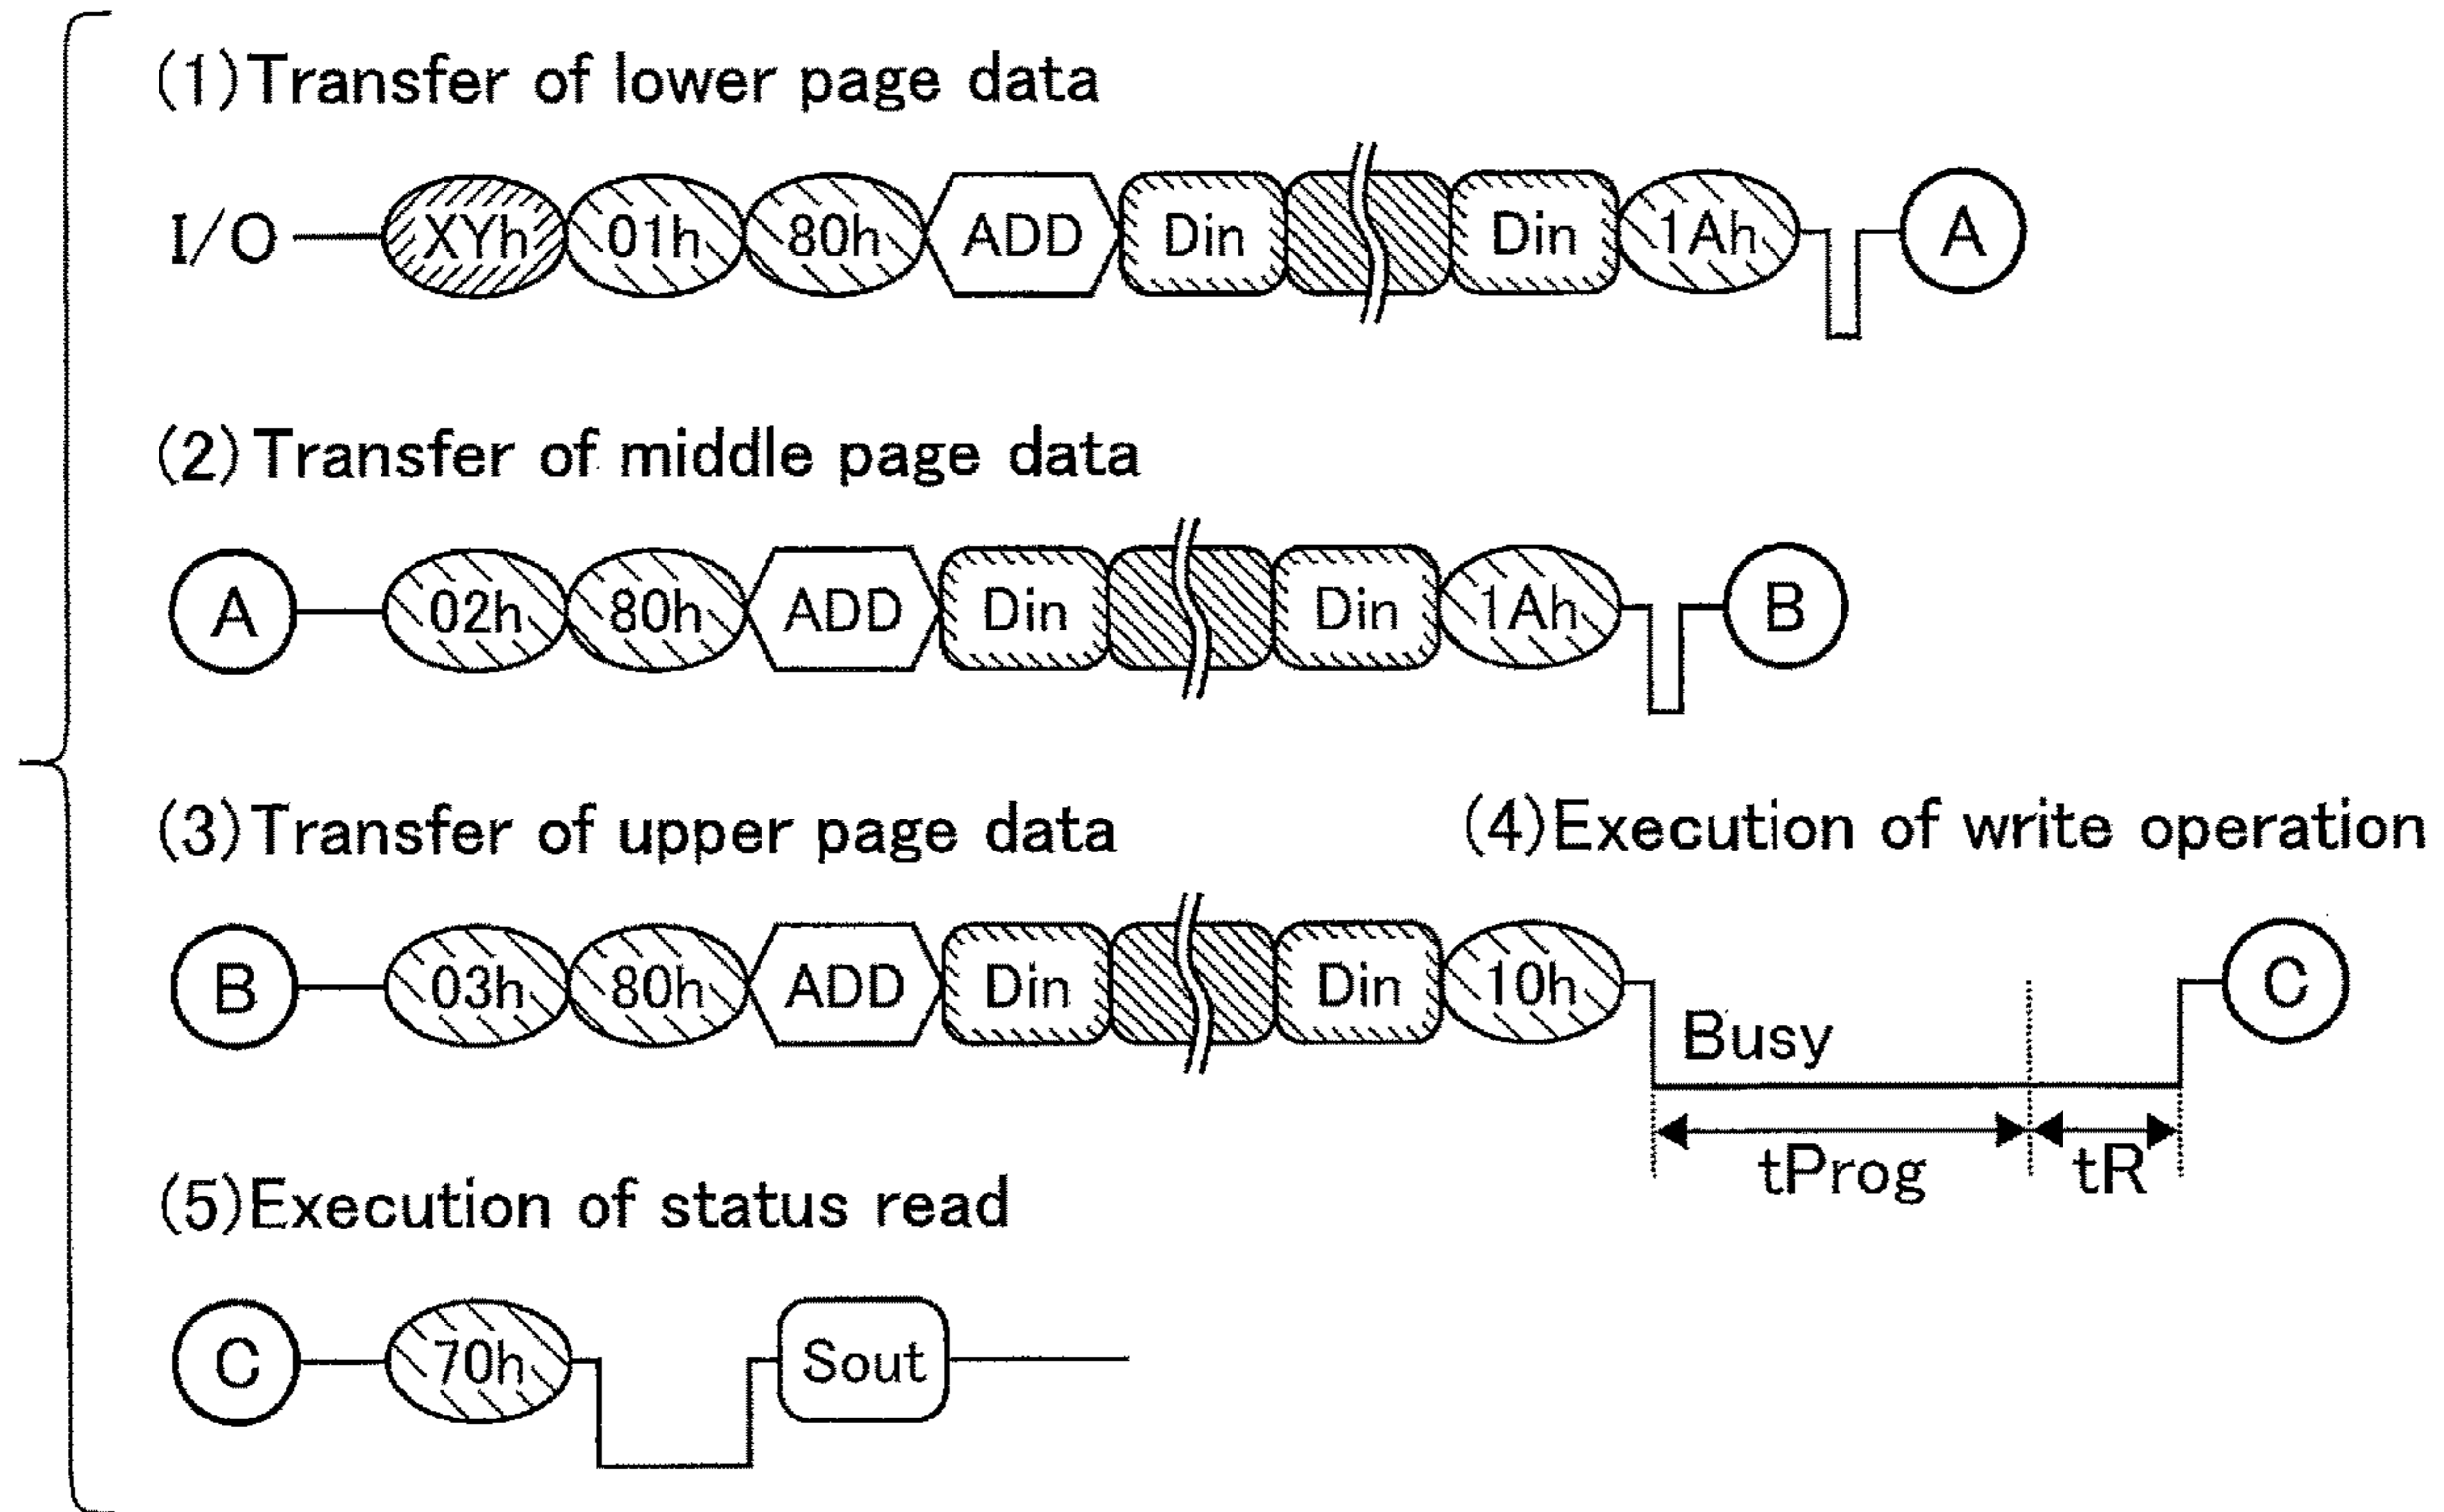 (1)Transfer of lower page data
I/O XYh 01h 80h ADD Din Din 1Ah A
(2)Transfer of middle page data
A 02h 80h ADD Din Din 1Ah B
(3)Transfer of upper page data (4)Execution of write operation
B 03h 80h ADD Din Din 10h C
Busy
tProg tR
(5)Execution of status read
C 70h Sout